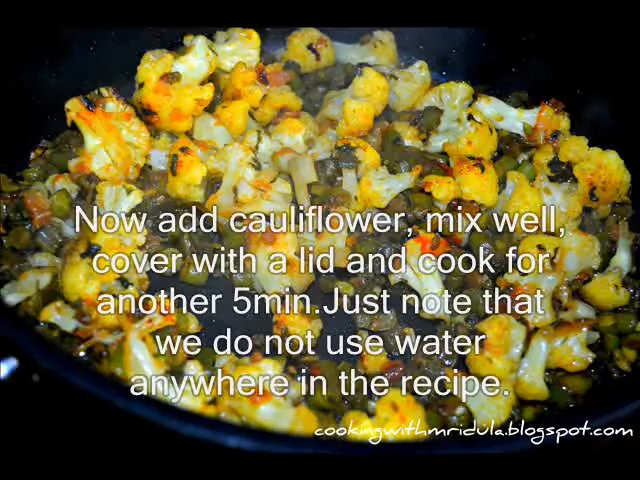 Now add cauliflower, mix well,
cover with a lid and cook for
another 5min.Just note that
we do not use water
anywhere in the recipe.
cookingwithmridula.blogspot.com